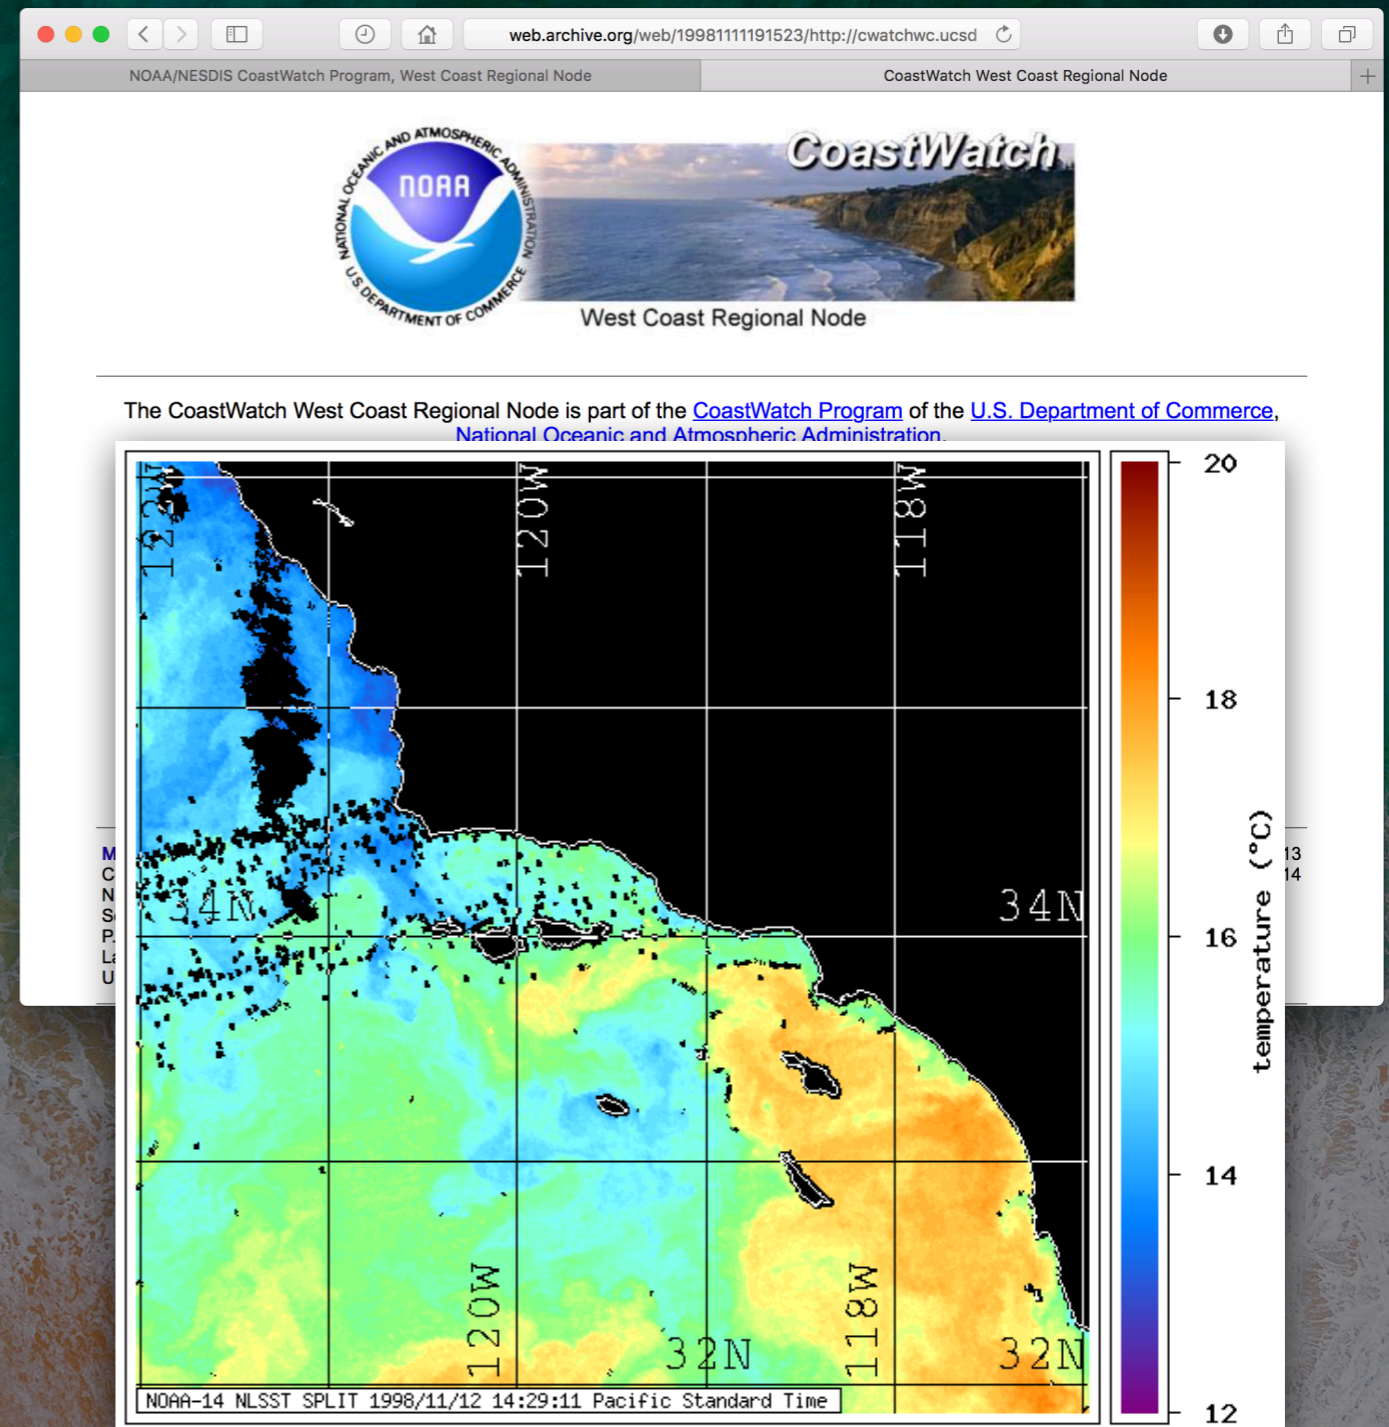 web.archive.org/web/19981111191523/http://cwatchwc.ucsd
NOAA/NESDIS CoastWatch Program, West Coast Regional Node
CoastWatch West Coast Regional Node
NATIONAL OCEANIC AND ATMOSPHERIC ADMINISTRATION
NOAA
U.S. DEPARTMENT OF COMMERCE
CoastWatch
West Coast Regional Node
The CoastWatch West Coast Regional Node is part of the CoastWatch Program of the U.S. Department of Commerce,
National Oceanic and Atmospheric Administration.
122W
120W
118W
20
18
M
13
C
14
N
34N
34N
16
P.
La
U
temperature (°C)
14
120W
118W
32N
32N
NOAA-14 NLSST SPLIT 1998/11/12 14:29:11 Pacific Standard Time
12